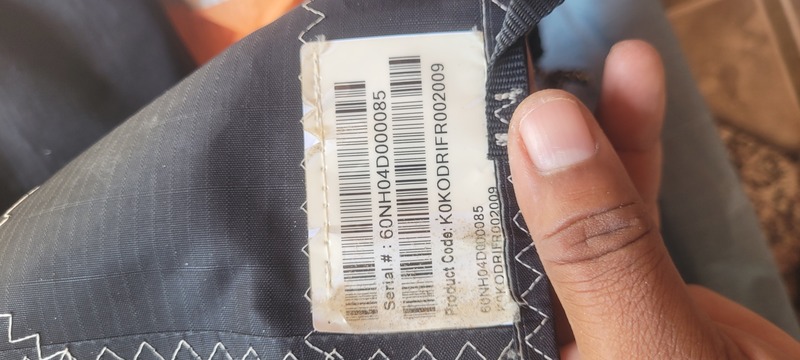 Serial # : 60NH04D000085
Product Code: K0KODRIFR002009
60NH04D000085
K0KODRIFR002009